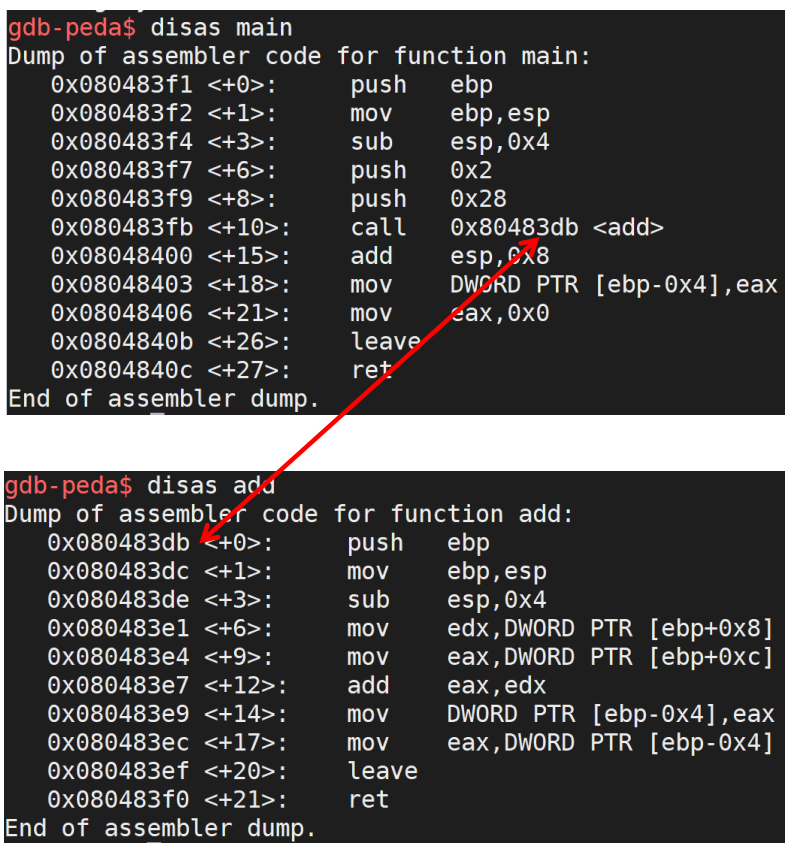 gdb-peda$ disas main
Dump of assembler code for function main:
0x080483f1 <+0>: push ebp
0x080483f2 <+1>: mov ebp,esp
0x080483f4 <+3>: sub esp,0x4
0x080483f7 <+6>: push 0x2
0x080483f9 <+8>: push 0x28
0x080483fb <+10>: call 0x80483db <add>
0x08048400 <+15>: add esp,0x8
0x08048403 <+18>: mov DWORD PTR [ebp-0x4],eax
0x08048406 <+21>: mov eax,0x0
0x0804840b <+26>: leave
0x0804840c <+27>: ret
End of assembler dump.
gdb-peda$ disas add
Dump of assembler code for function add:
0x080483db <+0>: push ebp
0x080483dc <+1>: mov ebp,esp
0x080483de <+3>: sub esp,0x4
0x080483e1 <+6>: mov edx,DWORD PTR [ebp+0x8]
0x080483e4 <+9>: mov eax,DWORD PTR [ebp+0xc]
0x080483e7 <+12>: add eax,edx
0x080483e9 <+14>: mov DWORD PTR [ebp-0x4],eax
0x080483ec <+17>: mov eax,DWORD PTR [ebp-0x4]
0x080483ef <+20>: leave
0x080483f0 <+21>: ret
End of assembler dump.